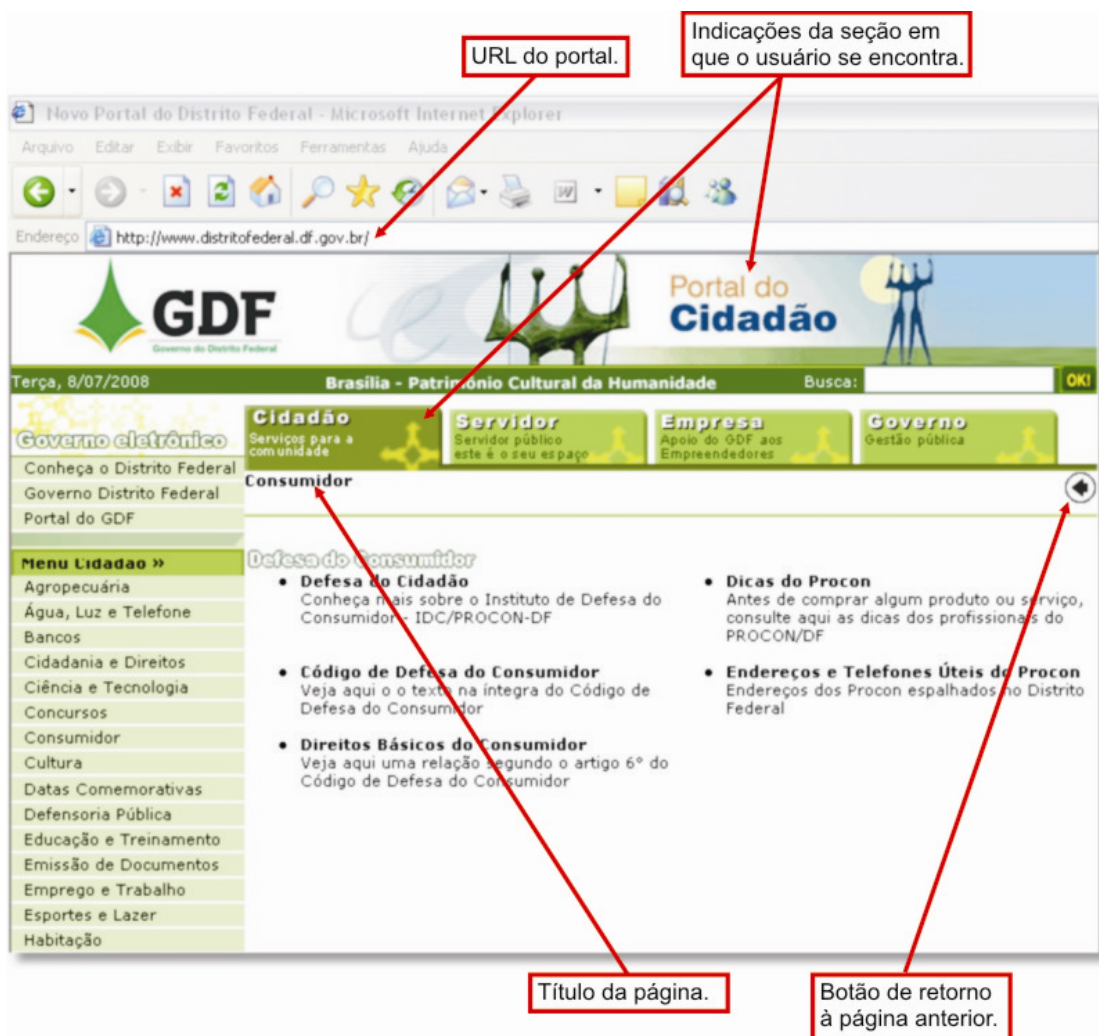 URL do portal.
Indicações da seção em
que o usuário se encontra.
Novo Portal do Distrito Federal - Microsoft Internet Explorer
Arquivo Editar Exibir Favoritos Ferramentas Ajuda
Endereço http://www.distritofederal.df.gov.br/
GDF
Governo do Distrito Federal
Portal do
Cidadão
Terça, 8/07/2008 Brasília - Patrimônio Cultural da Humanidade Busca: OK!
Governo eletrônico
Conheça o Distrito Federal
Governo Distrito Federal
Portal do GDF
Cidadão
Serviços para a
comunidade
Servidor
Servidor público
este é o seu espaço
Empresa
Apoio do GDF aos
Empreendedores
Governo
Gestão pública
Consumidor
Menu Cidadão »
Agropecuária
Água, Luz e Telefone
Bancos
Cidadania e Direitos
Ciência e Tecnologia
Concursos
Consumidor
Cultura
Datas Comemorativas
Defensoria Pública
Educação e Treinamento
Emissão de Documentos
Emprego e Trabalho
Esportes e Lazer
Habitação
Defesa do Consumidor
• Defesa do Cidadão
Conheça mais sobre o Instituto de Defesa do
Consumidor - IDC/PROCON-DF
• Código de Defesa do Consumidor
Veja aqui o o texto na íntegra do Código de
Defesa do Consumidor
• Direitos Básicos do Consumidor
Veja aqui uma relação segundo o artigo 6º do
Código de Defesa do Consumidor
• Dicas do Procon
Antes de comprar algum produto ou serviço,
consulte aqui as dicas dos profissionais do
PROCON/DF
• Endereços e Telefones Úteis do Procon
Endereços dos Procon espalhados no Distrito
Federal
Título da página.
Botão de retorno
à página anterior.